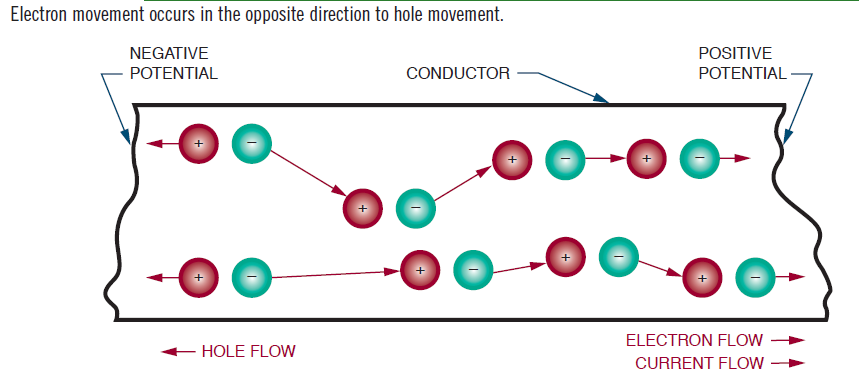 Electron movement occurs in the opposite direction to hole movement.
NEGATIVE
POTENTIAL
CONDUCTOR
POSITIVE
POTENTIAL
+ − + − + −
+ −
+ − + − + − + −
HOLE FLOW
ELECTRON FLOW
CURRENT FLOW